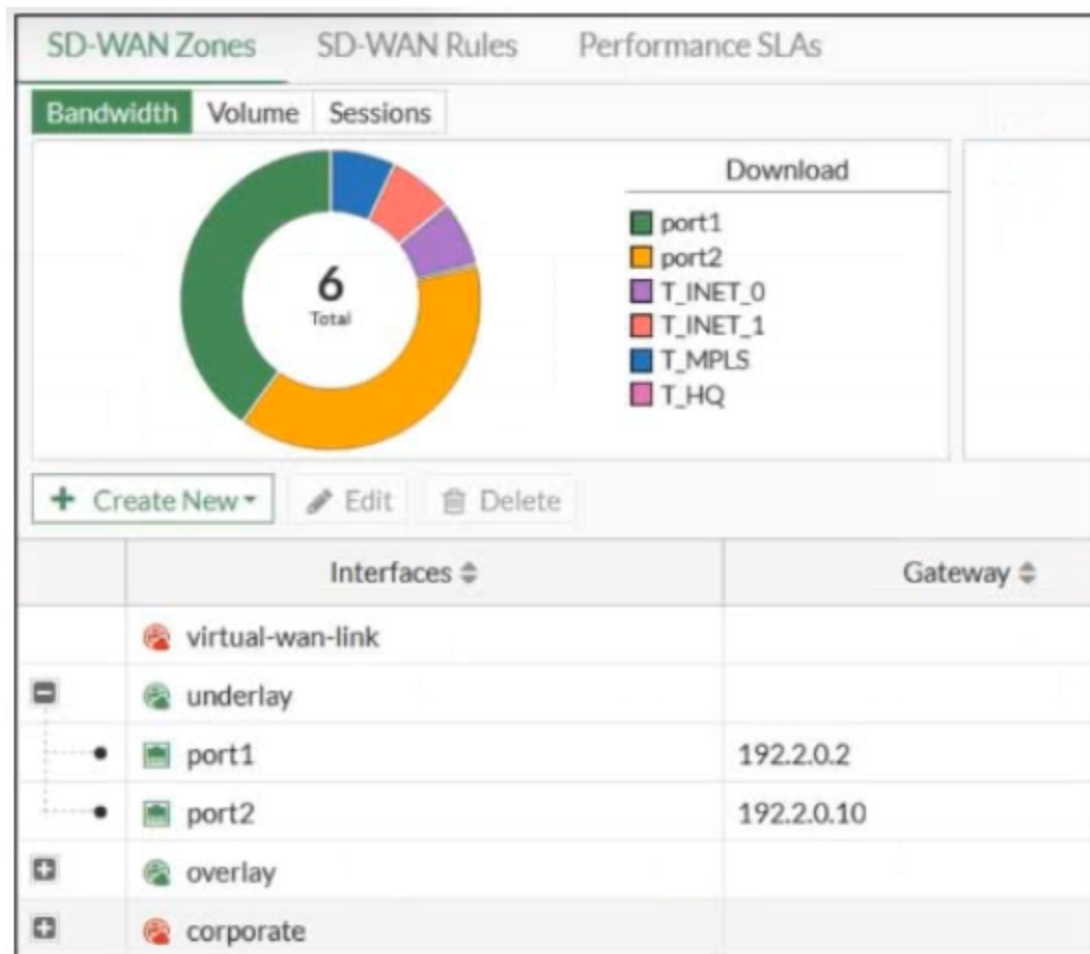 SD-WAN Zones SD-WAN Rules Performance SLAs
Bandwidth Volume Sessions
Download
port1
port2
T_INET_0
T_INET_1
T_MPLS
T_HQ
6
Total
Create New Edit Delete
Interfaces Gateway
virtual-wan-link
underlay
port1 192.2.0.2
port2 192.2.0.10
overlay
corporate